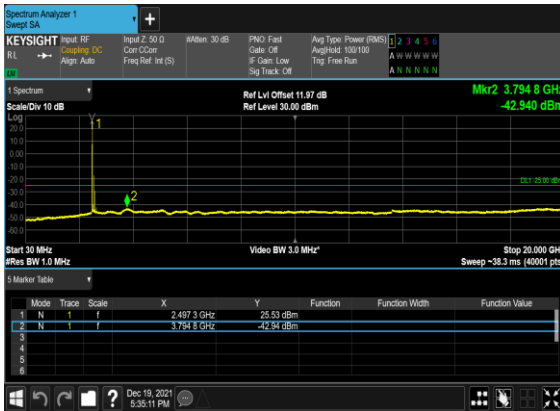 Spectrum Analyzer 1
Swept SA
+
KEYSIGHT Input: RF Input Z: 50 Ω #Atten: 30 dB PNO: Fast Avg Type: Power (RMS) 1 2 3 4 5 6
RL Coupling: DC Corr CCorr Gate: Off Avg|Hold: 100/100 A W W W W W
Align: Auto Freq Ref: Int (S) IF Gain: Low Trig: Free Run
Sig Track: Off A N N N N N
1 Spectrum Ref Lvl Offset 11.97 dB Mkr2 3.794 8 GHz
Scale/Div 10 dB Ref Level 30.00 dBm -42.940 dBm
Log
20.0
10.0
0.00
-10.0
-20.0
-30.0
-40.0
-50.0
-60.0
1
2
DL1 -25.00 dBm
Start 30 MHz Video BW 3.0 MHz* Stop 20.000 GHz
#Res BW 1.0 MHz Sweep ~38.3 ms (40001 pts)
5 Marker Table
Mode Trace Scale X Y Function Function Width Function Value
1 N 1 f 2.497 3 GHz 25.53 dBm
2 N 1 f 3.794 8 GHz -42.94 dBm
3
4
5
6
? Dec 19, 2021
5:35:11 PM